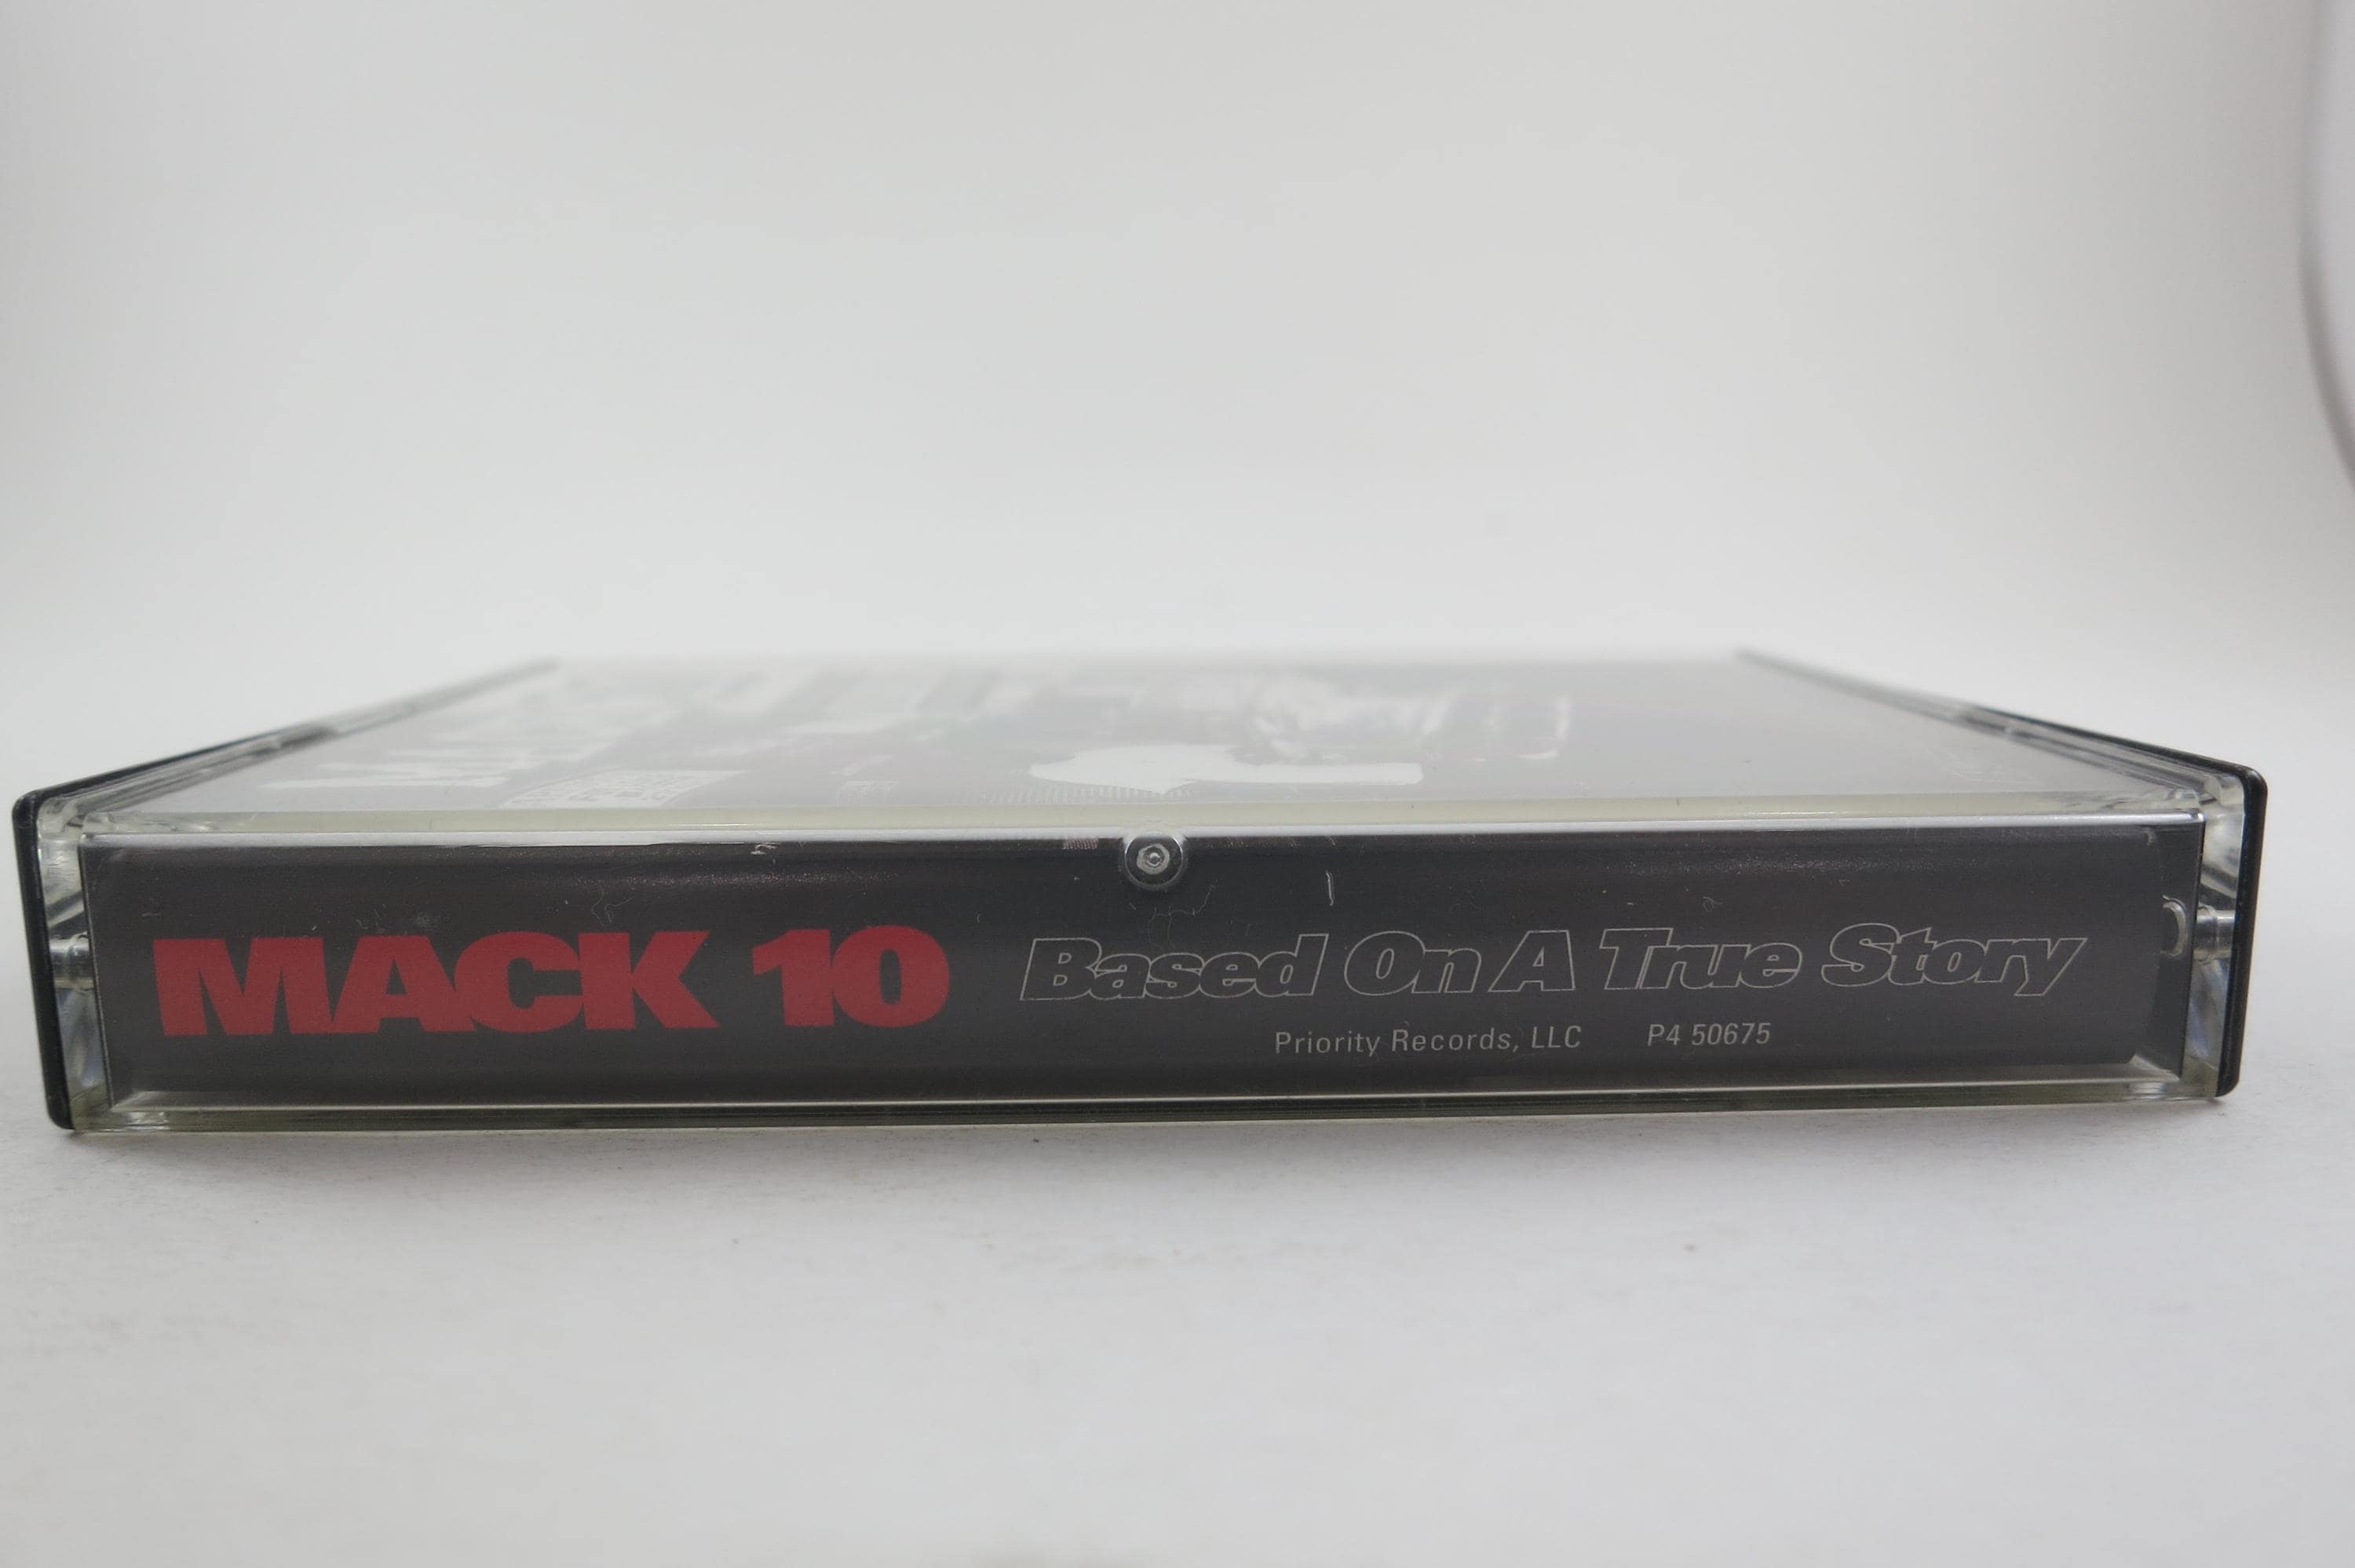 MACK 10 Based On A True Story
Priority Records, LLC P4 50675